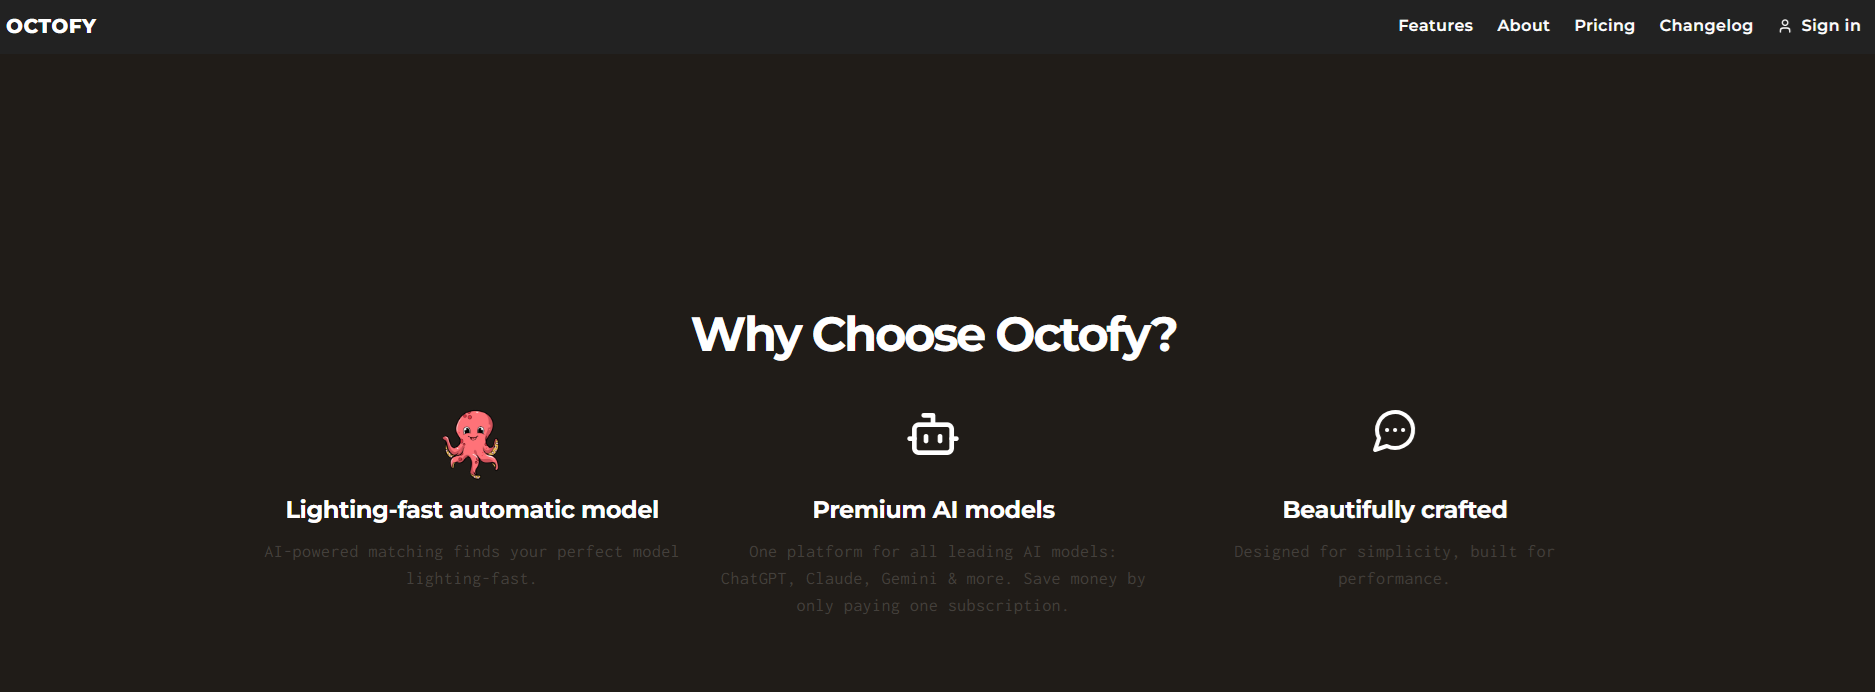 OCTOFY
Features About Pricing Changelog Sign in
Why Choose Octofy?
Lighting-fast automatic model
AI-powered matching finds your perfect model
lighting-fast.
Premium AI models
One platform for all leading AI models:
ChatGPT, Claude, Gemini & more. Save money by
only paying one subscription.
Beautifully crafted
Designed for simplicity, built for
performance.